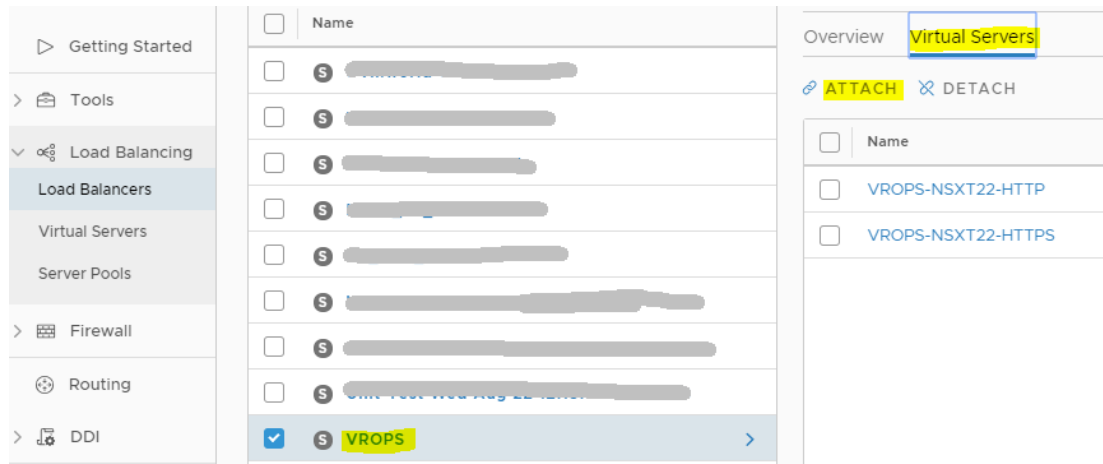 Getting Started
Tools
Load Balancing
Load Balancers
Virtual Servers
Server Pools
Firewall
Routing
DDI
Name
S
S
S
S
S
S
S
S
S VROPS
Overview Virtual Servers
ATTACH DETACH
Name
VROPS-NSXT22-HTTP
VROPS-NSXT22-HTTPS